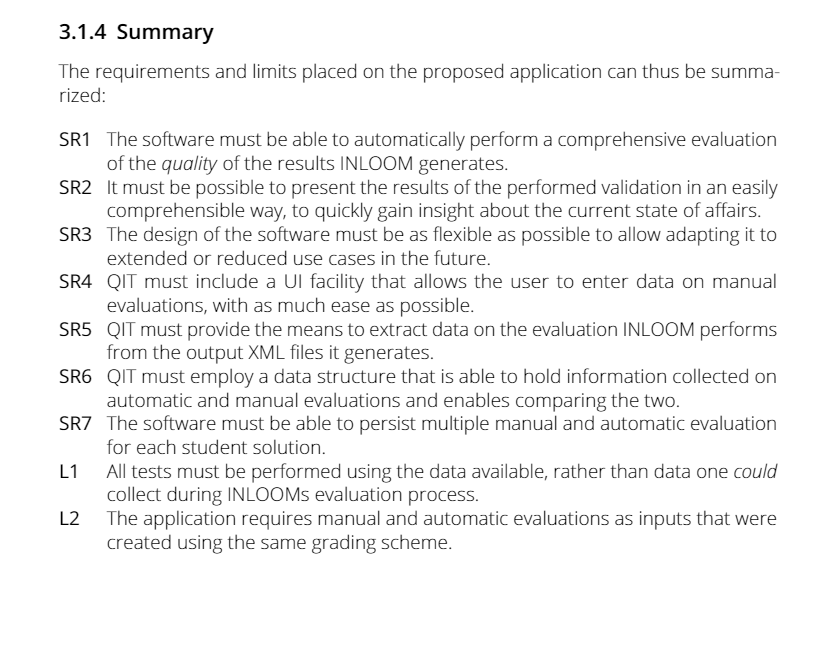 3.1.4 Summary
The requirements and limits placed on the proposed application can thus be summa-
rized:
SR1 The software must be able to automatically perform a comprehensive evaluation
of the quality of the results INLOOM generates.
SR2 It must be possible to present the results of the performed validation in an easily
comprehensible way, to quickly gain insight about the current state of affairs.
SR3 The design of the software must be as flexible as possible to allow adapting it to
extended or reduced use cases in the future.
SR4 QIT must include a UI facility that allows the user to enter data on manual
evaluations, with as much ease as possible.
SR5 QIT must provide the means to extract data on the evaluation INLOOM performs
from the output XML files it generates.
SR6 QIT must employ a data structure that is able to hold information collected on
automatic and manual evaluations and enables comparing the two.
SR7 The software must be able to persist multiple manual and automatic evaluation
for each student solution.
L1 All tests must be performed using the data available, rather than data one could
collect during INLOOMs evaluation process.
L2 The application requires manual and automatic evaluations as inputs that were
created using the same grading scheme.